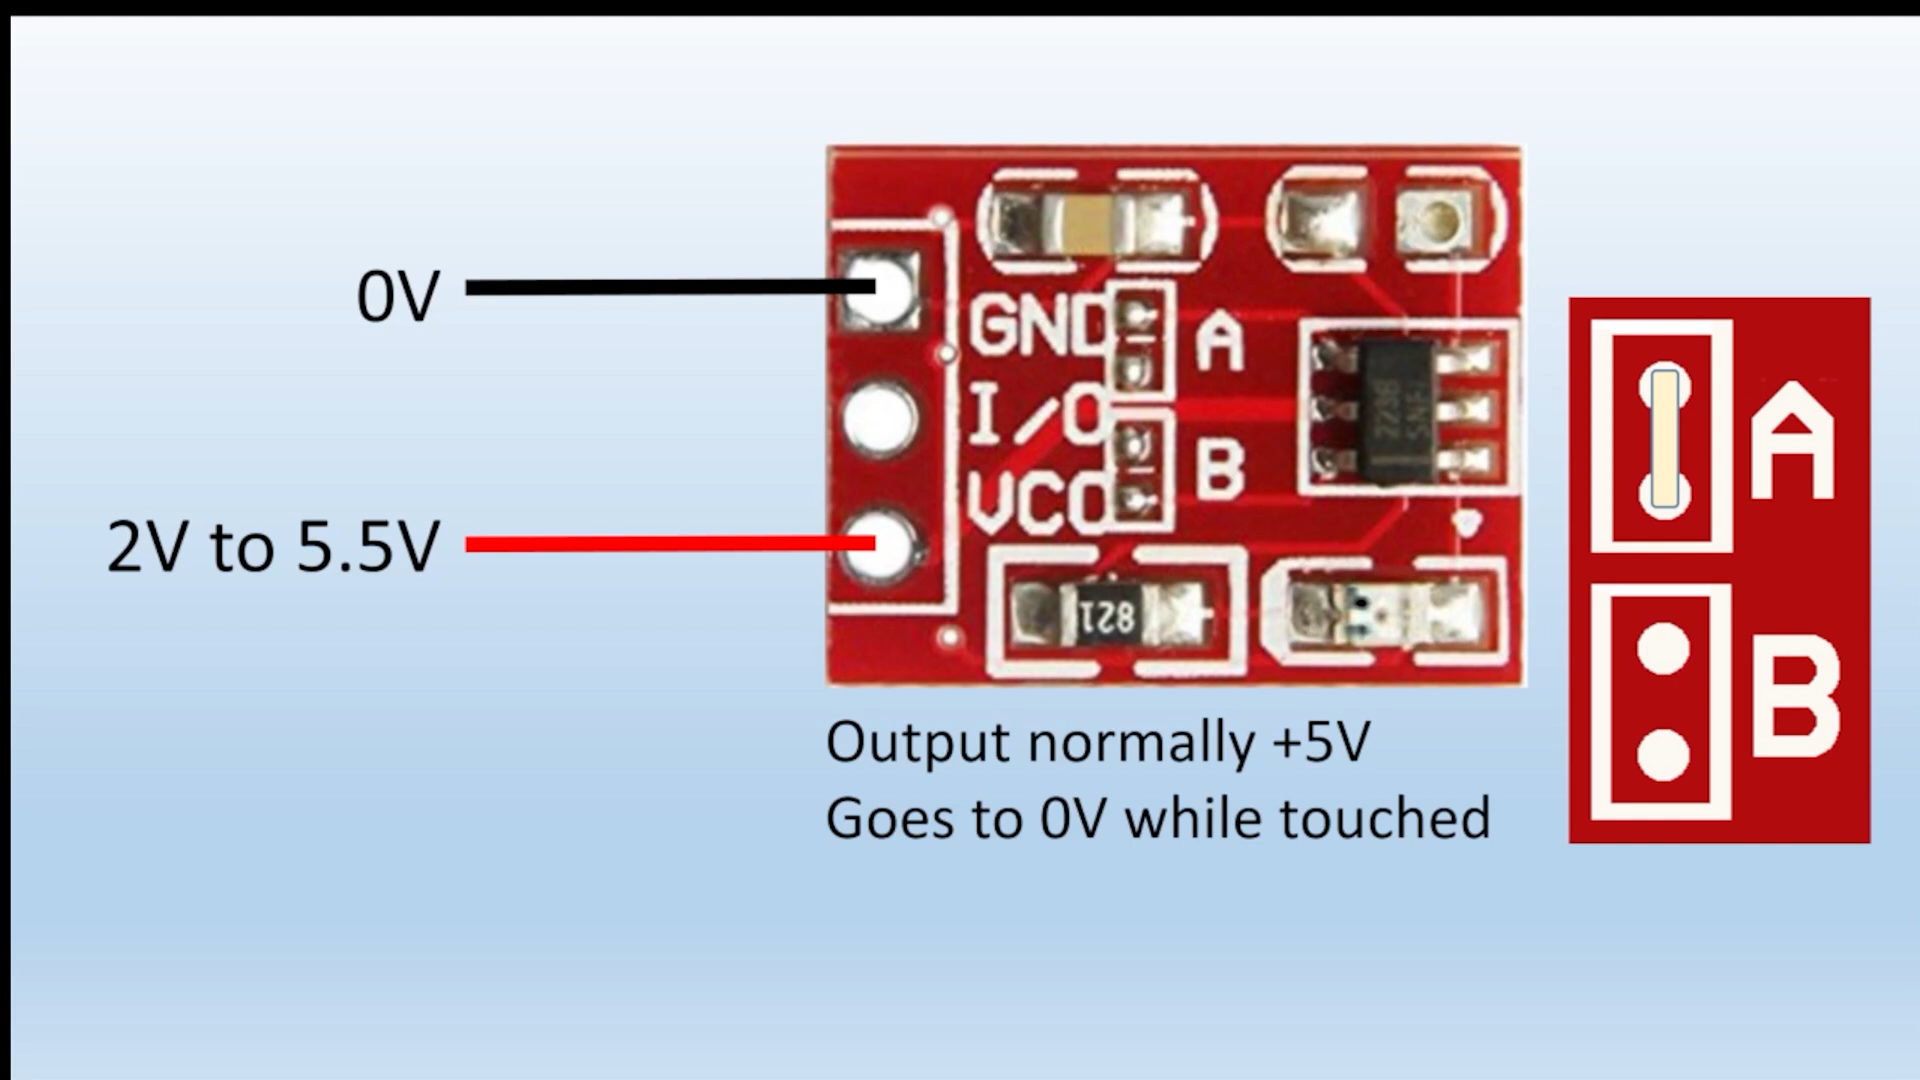 0V
2V to 5.5V
GND
I/O
VCC
A
B
821
A
B
Output normally +5V
Goes to 0V while touched